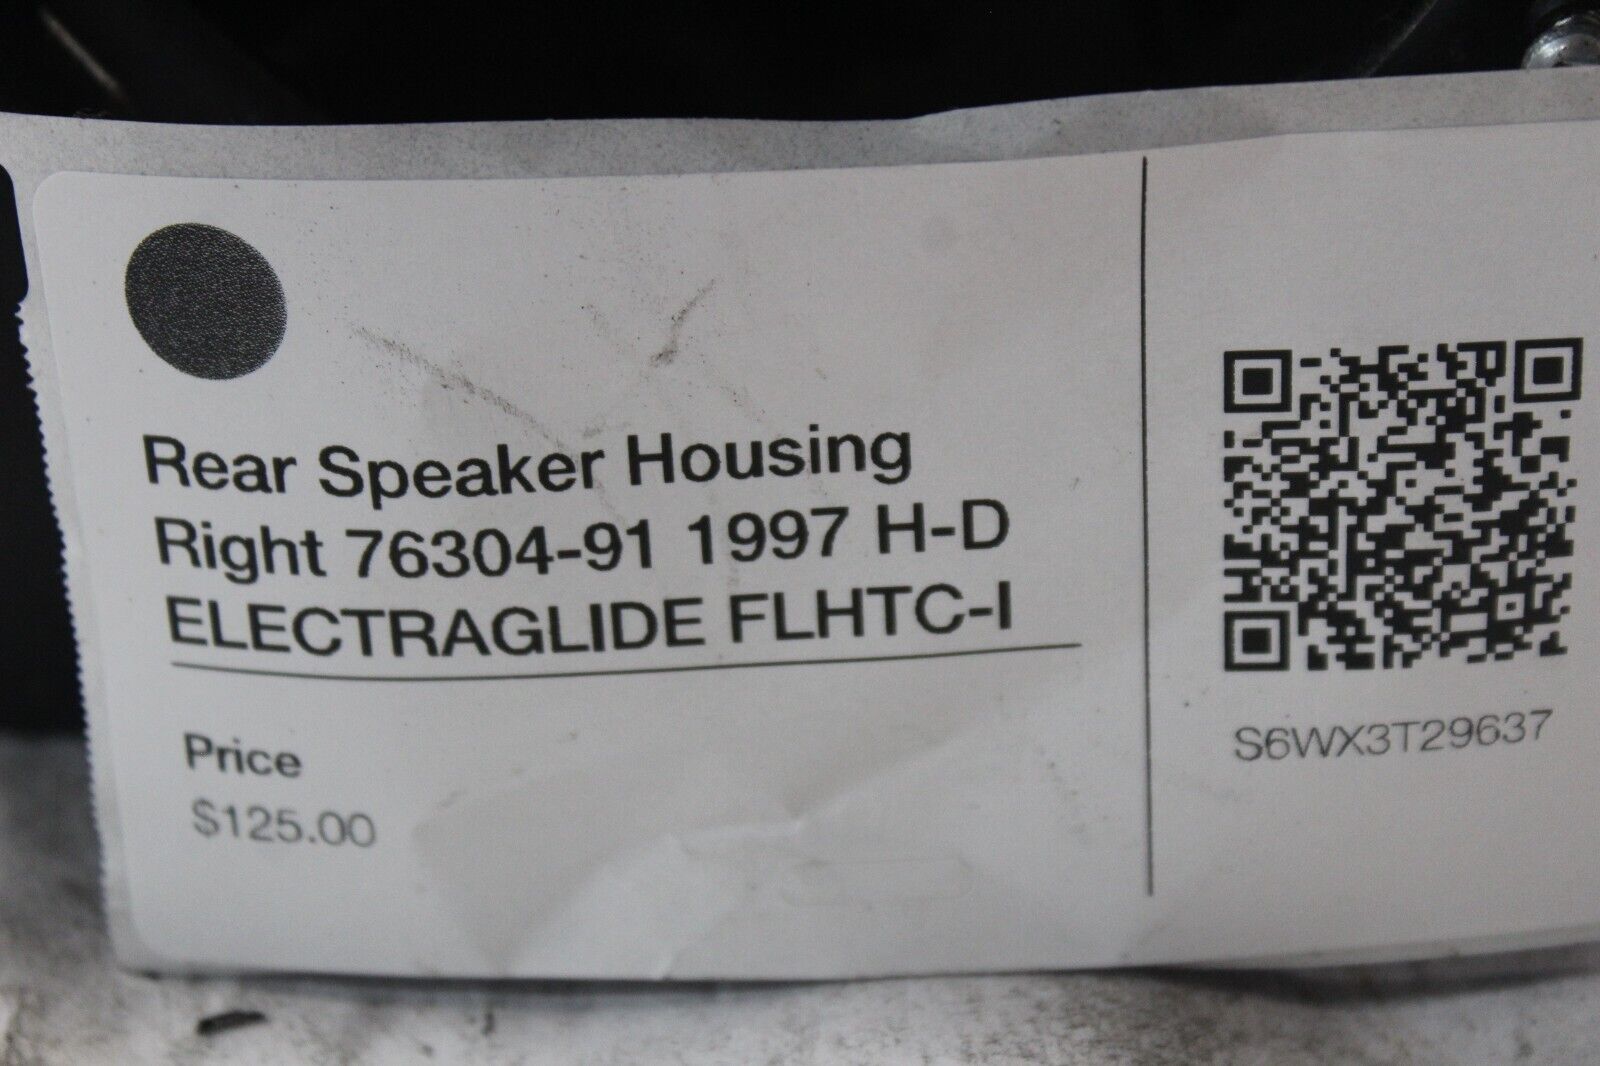 Rear Speaker Housing
Right 76304-91 1997 H-D
ELECTRAGLIDE FLHTC-I
Price
$125.00
S6WX3T29637